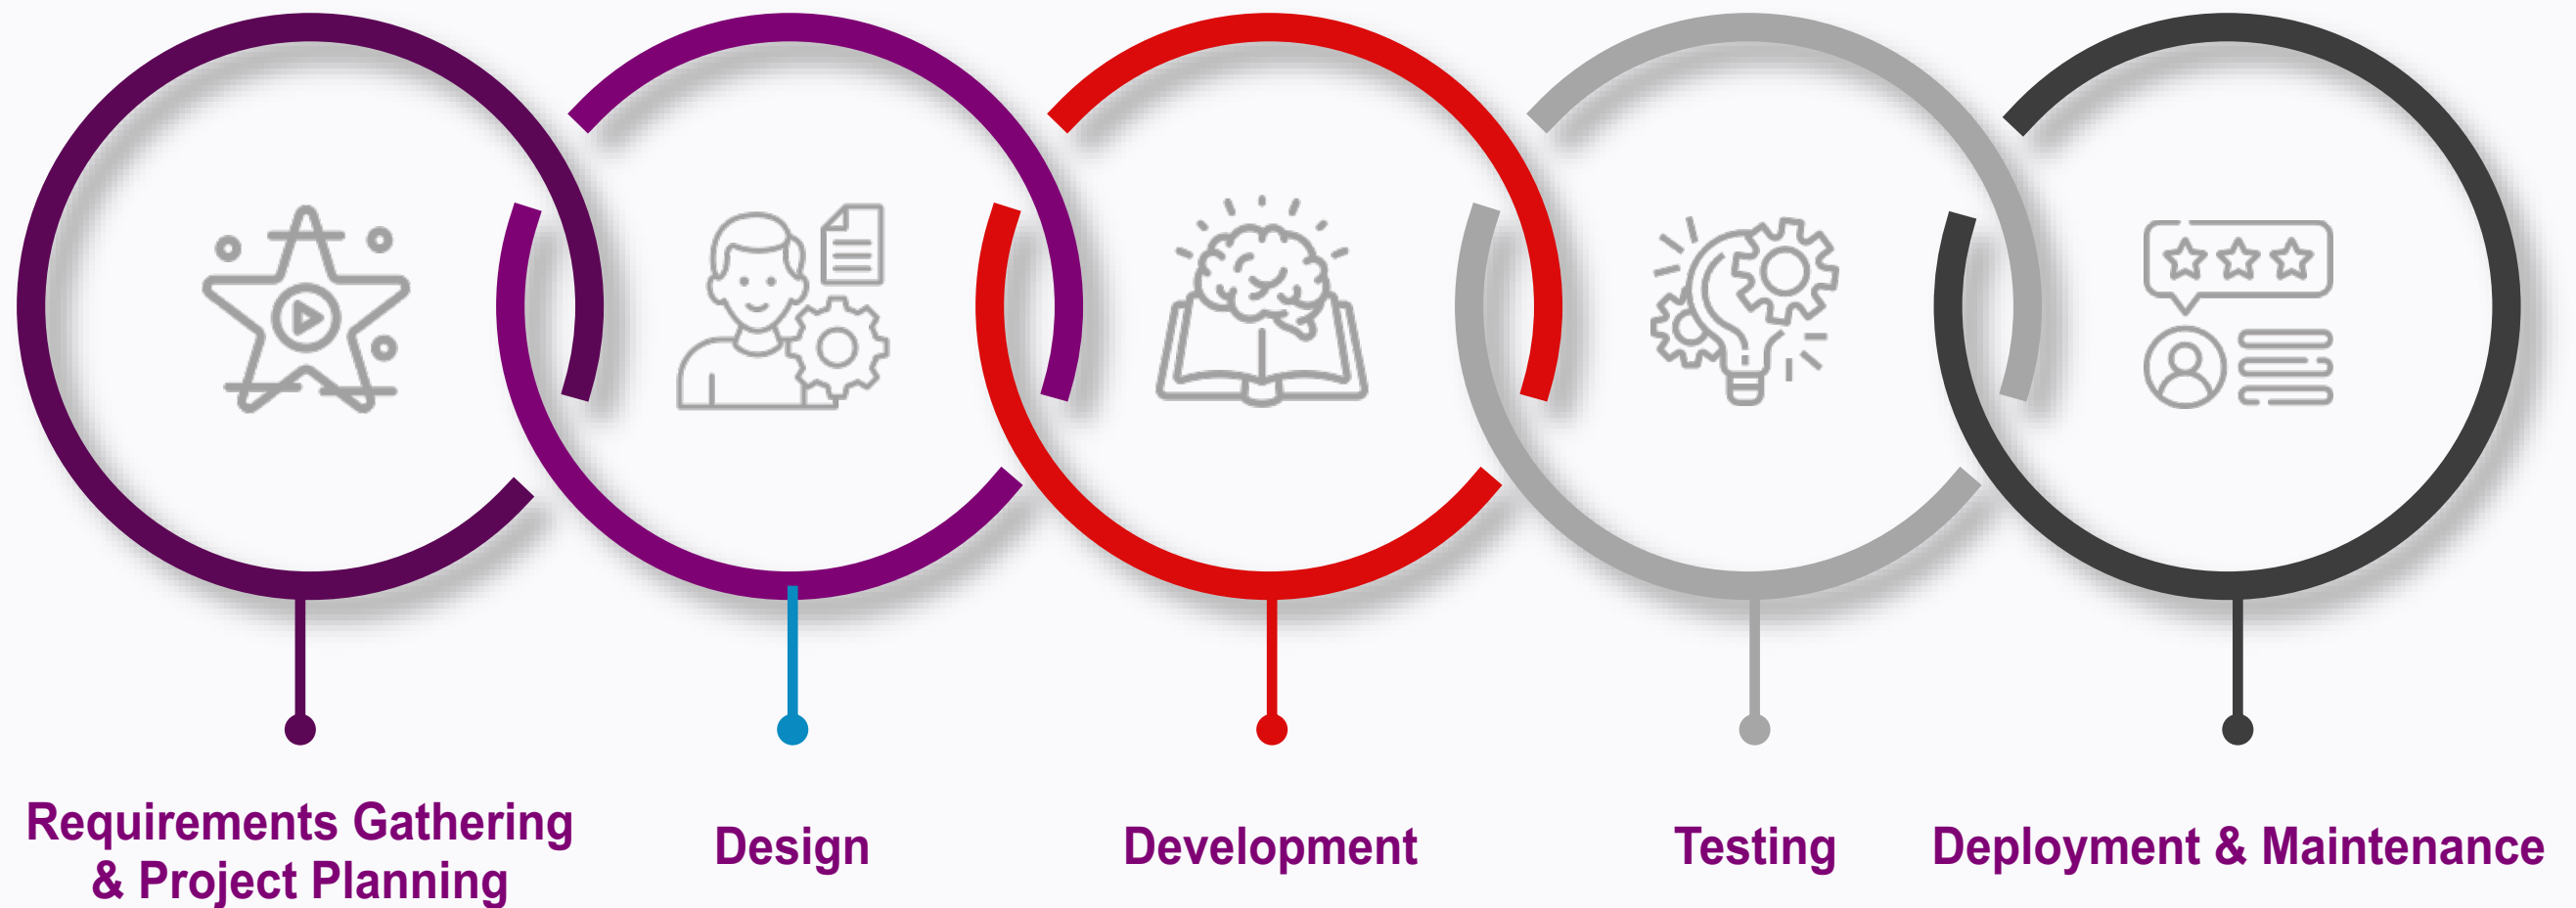 Requirements Gathering
& Project Planning
Design
Development
Testing
Deployment & Maintenance